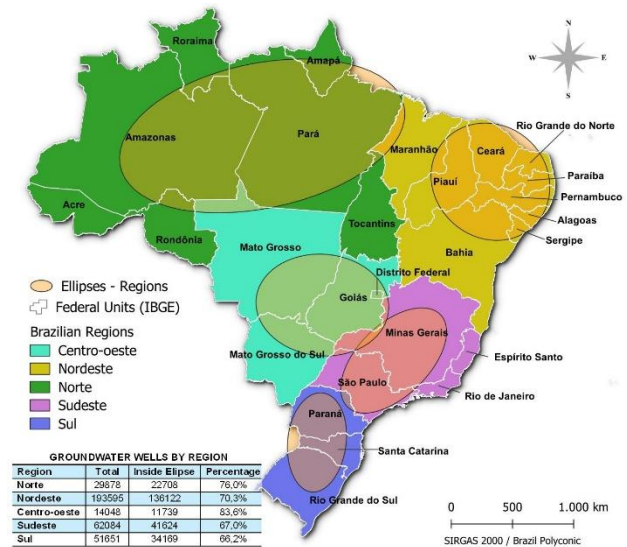 Roraima
Amapá
N
W E
S
Amazonas
Pará
Maranhão
Ceará
Rio Grande do Norte
Piauí
Paraíba
Pernambuco
Acre
Alagoas
Rondônia
Tocantins
Sergipe
Mato Grosso
Bahia
Distrito Federal
Goiás
Ellipses - Regions
Federal Units (IBGE)
Brazilian Regions
Centro-oeste
Nordeste
Norte
Sudeste
Sul
Minas Gerais
Mato Grosso do Sul
Espírito Santo
São Paulo
Rio de Janeiro
Paraná
Santa Catarina
Rio Grande do Sul
GROUNDWATER WELLS BY REGION
Region Total Inside Elipse Percentage
Norte 29878 22708 76,0%
Nordeste 193595 136122 70,3%
Centro-oeste 14048 11739 83,6%
Sudeste 62084 41624 67,0%
Sul 51651 34169 66,2%
0 500 1.000 km
SIRGAS 2000 / Brazil Polyconic